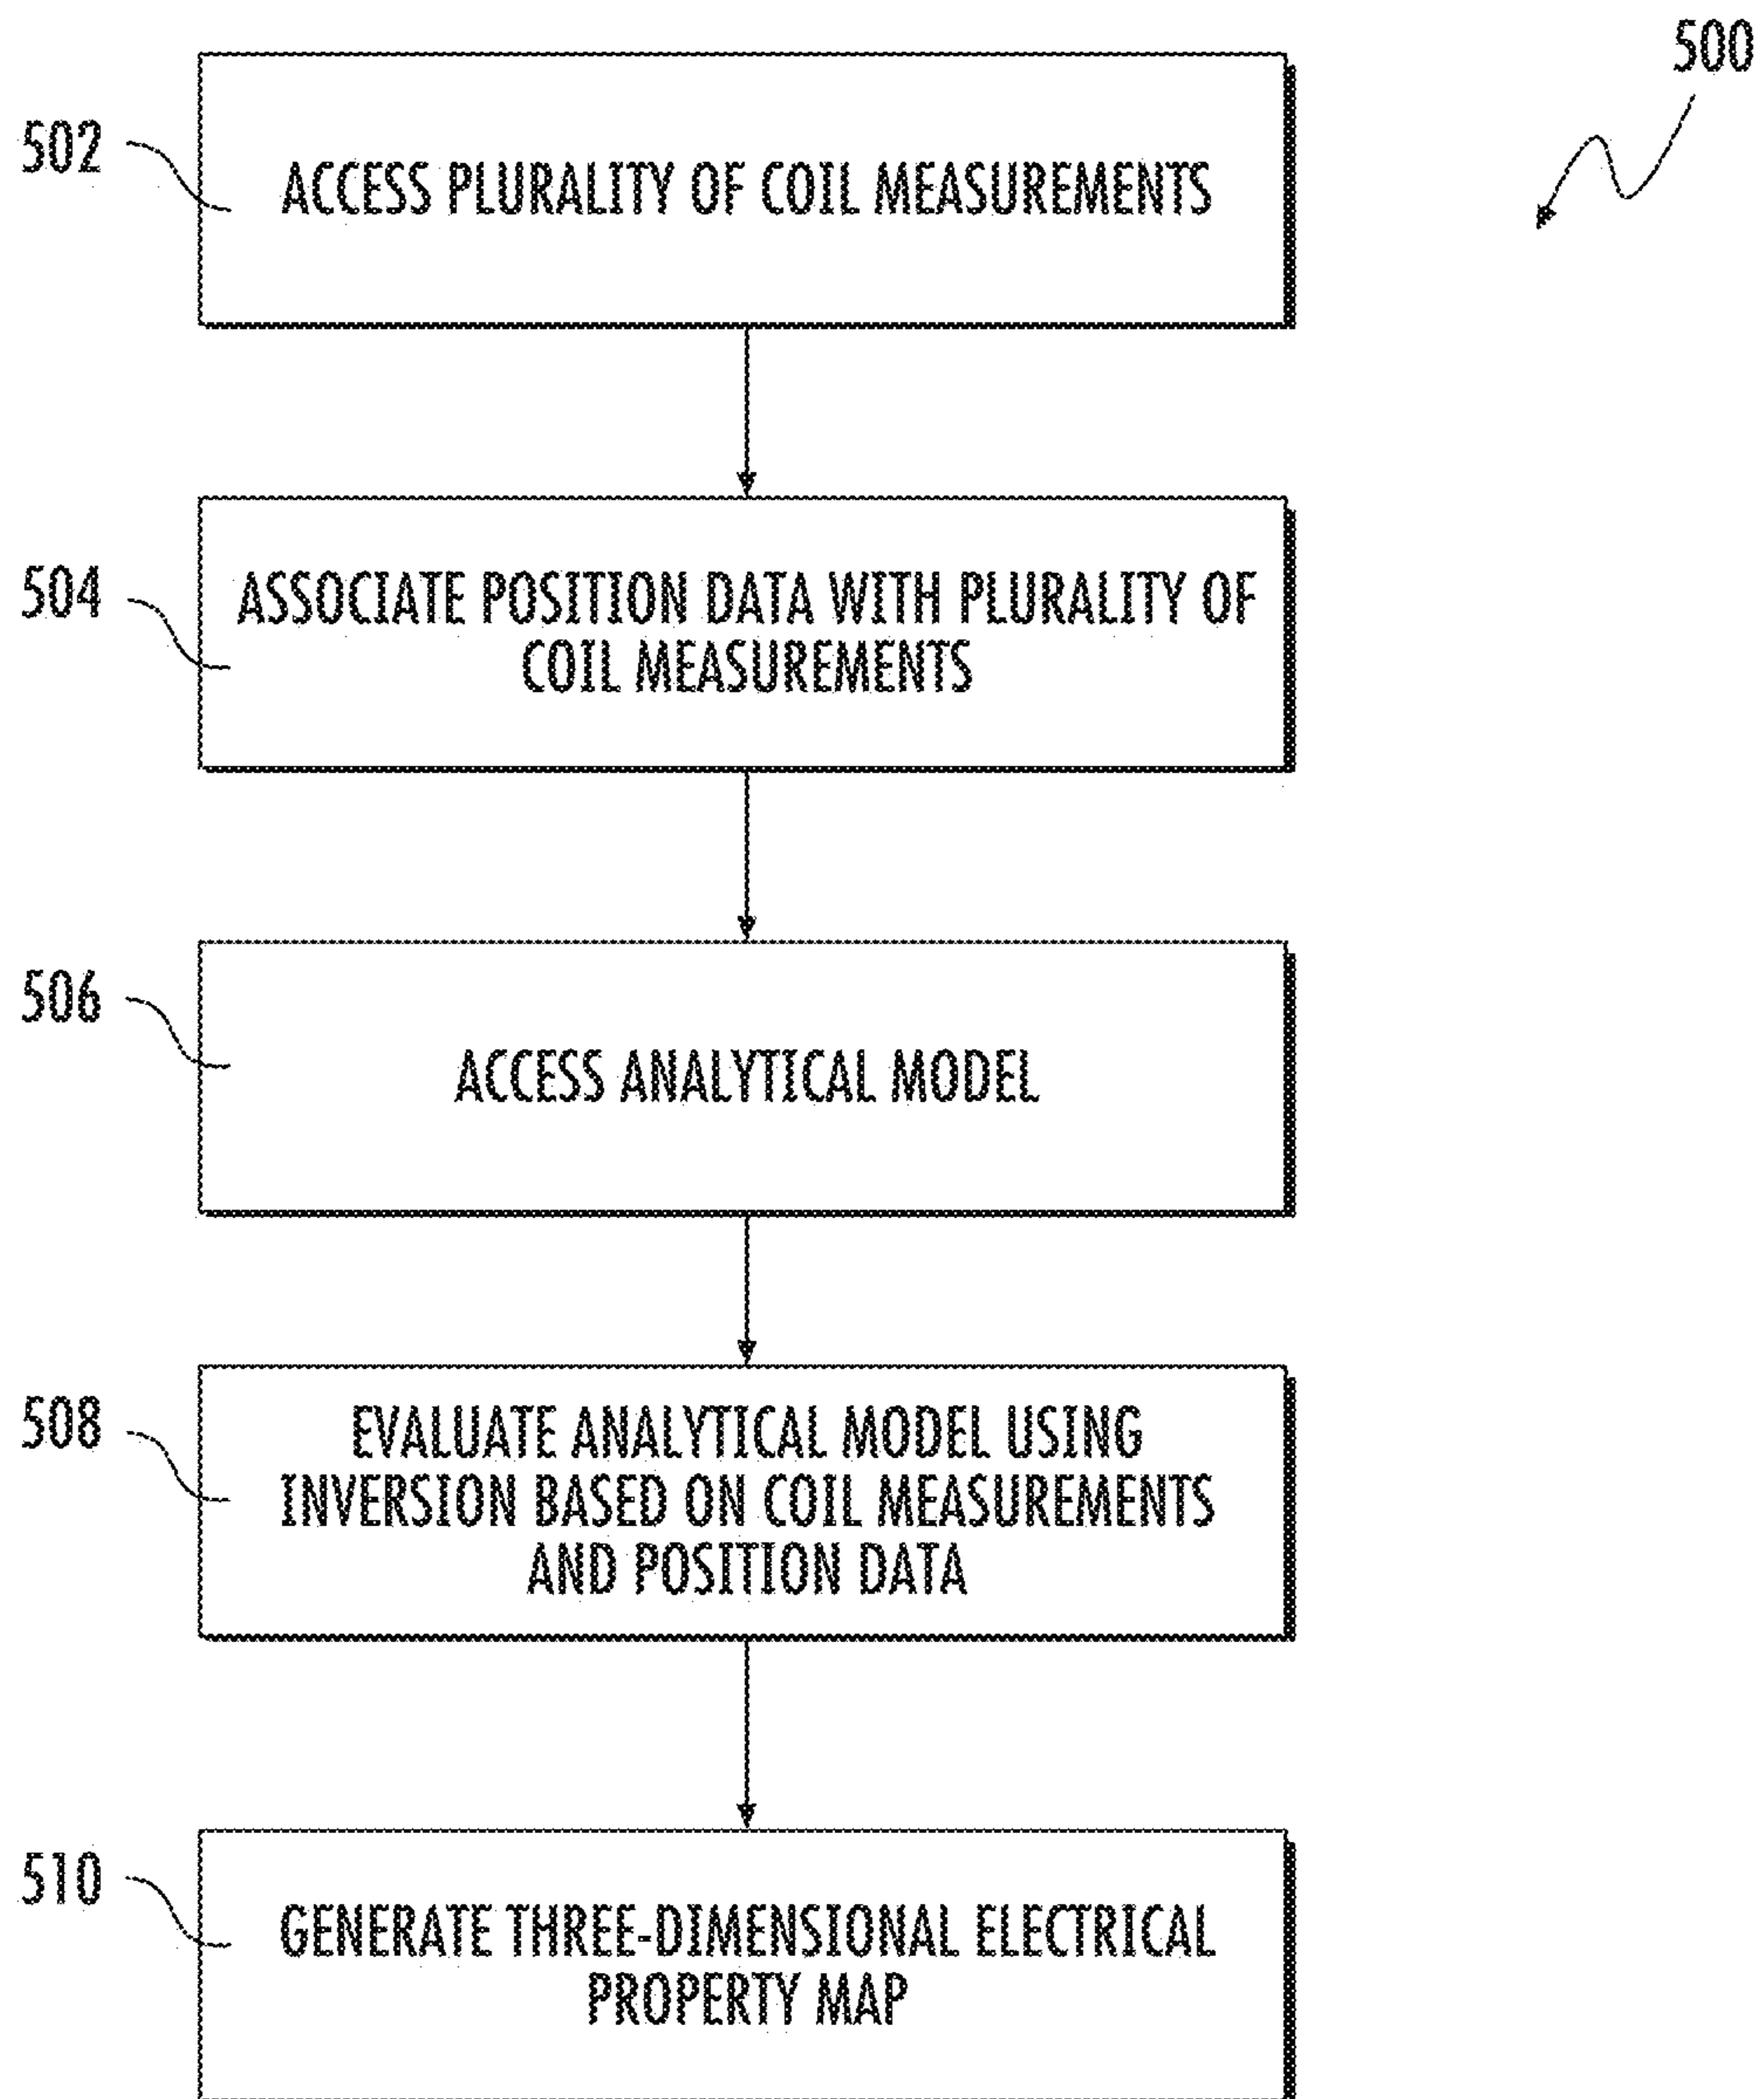 500
502
ACCESS PLURALITY OF COIL MEASUREMENTS
504
ASSOCIATE POSITION DATA WITH PLURALITY OF
COIL MEASUREMENTS
506
ACCESS ANALYTICAL MODEL
508
EVALUATE ANALYTICAL MODEL USING
INVERSION BASED ON COIL MEASUREMENTS
AND POSITION DATA
510
GENERATE THREE-DIMENSIONAL ELECTRICAL
PROPERTY MAP